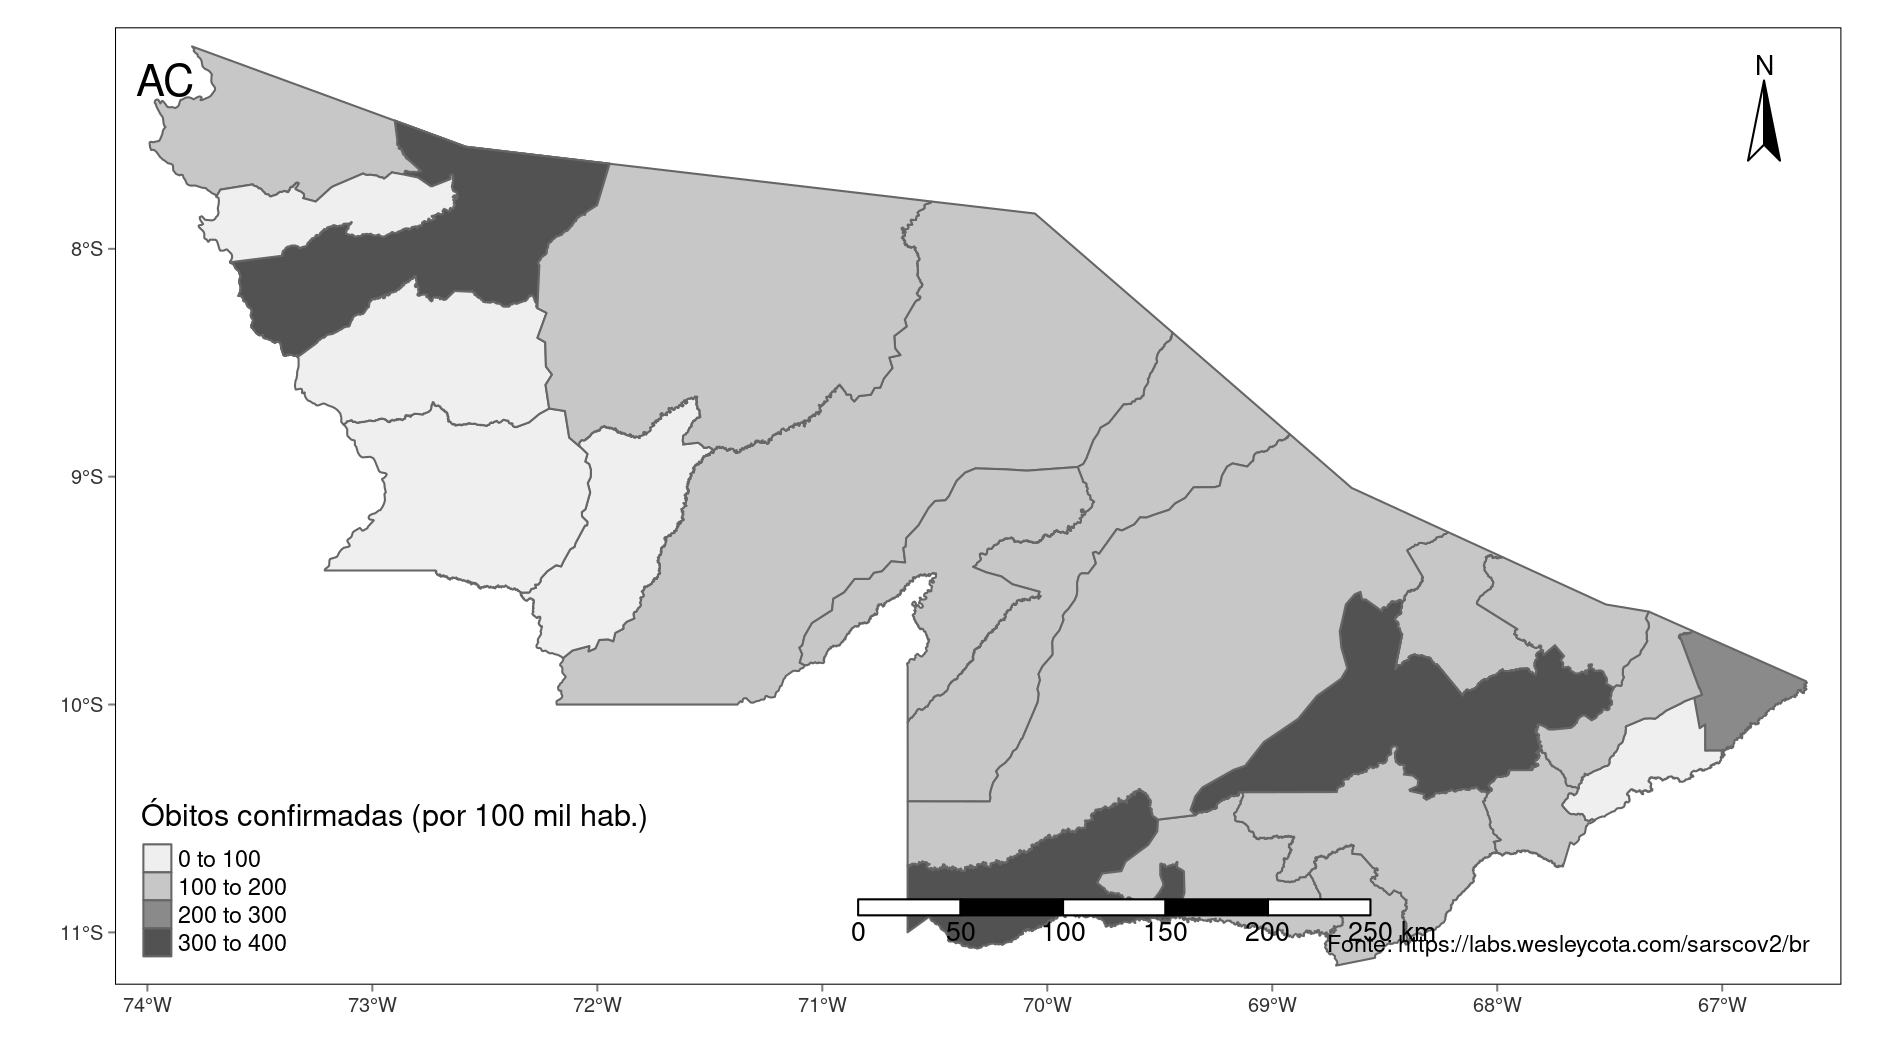 AC
N
8°S
9°S
10°S
11°S
Óbitos confirmadas (por 100 mil hab.)
0 to 100
100 to 200
200 to 300
300 to 400
0 50 100 150 200 250 km
Fonte: https://labs.wesleycota.com/sarscov2/br
74°W 73°W 72°W 71°W 70°W 69°W 68°W 67°W